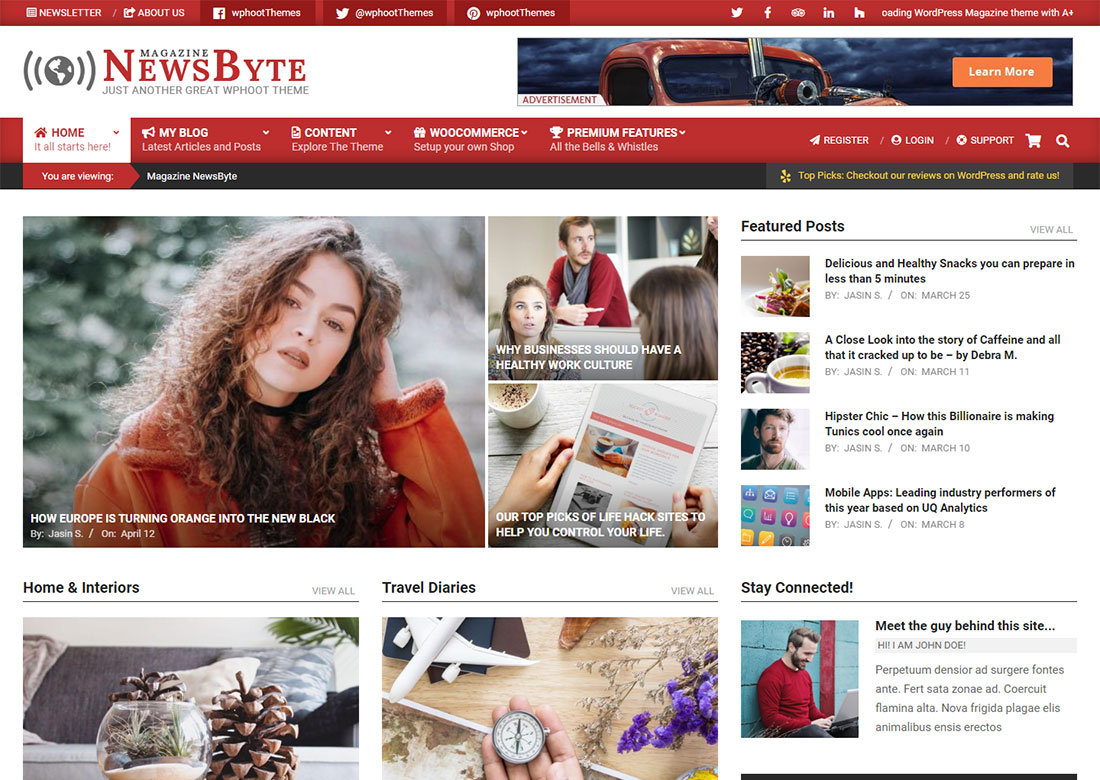 NEWSLETTER / ABOUT US wphootThemes @wphootThemes wphootThemes oading WordPress Magazine theme with A+
MAGAZINE
NEWSBYTE
JUST ANOTHER GREAT WPHOOT THEME
Learn More
ADVERTISEMENT
HOME MY BLOG CONTENT WOOCOMMERCE PREMIUM FEATURES
It all starts here! Latest Articles and Posts Explore The Theme Setup your own Shop All the Bells & Whistles
REGISTER / LOGIN / SUPPORT
You are viewing: Magazine NewsByte
Top Picks: Checkout our reviews on WordPress and rate us!
HOW EUROPE IS TURNING ORANGE INTO THE NEW BLACK
By: Jasin S. / On: April 12
WHY BUSINESSES SHOULD HAVE A
HEALTHY WORK CULTURE
OUR TOP PICKS OF LIFE HACK SITES TO
HELP YOU CONTROL YOUR LIFE.
Featured Posts VIEW ALL
Delicious and Healthy Snacks you can prepare in
less than 5 minutes
BY: JASIN S. / ON: MARCH 25
A Close Look into the story of Caffeine and all
that it cracked up to be – by Debra M.
BY: JASIN S. / ON: MARCH 11
Hipster Chic – How this Billionaire is making
Tunics cool once again
BY: JASIN S. / ON: MARCH 10
Mobile Apps: Leading industry performers of
this year based on UQ Analytics
BY: JASIN S. / ON: MARCH 8
Home & Interiors VIEW ALL
Travel Diaries VIEW ALL
Stay Connected!
Meet the guy behind this site...
HI! I AM JOHN DOE!
Perpetuum densior ad surgere fontes
ante. Fert sata zonae ad. Coercuit
flamina alta. Nova frigida plagae elis
animalibus ensis erectos